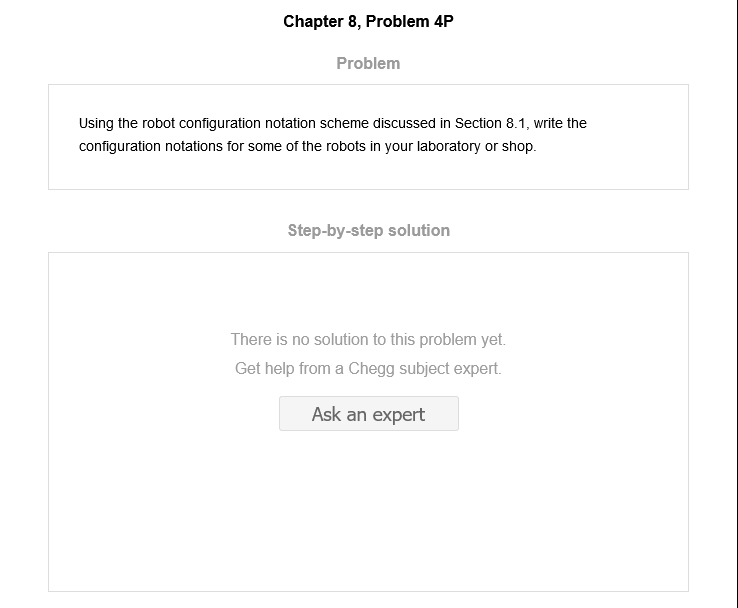 Chapter 8, Problem 4P
Problem
Using the robot configuration notation scheme discussed in Section 8.1, write the
configuration notations for some of the robots in your laboratory or shop.
Step-by-step solution
There is no solution to this problem yet.
Get help from a Chegg subject expert.
Ask an expert